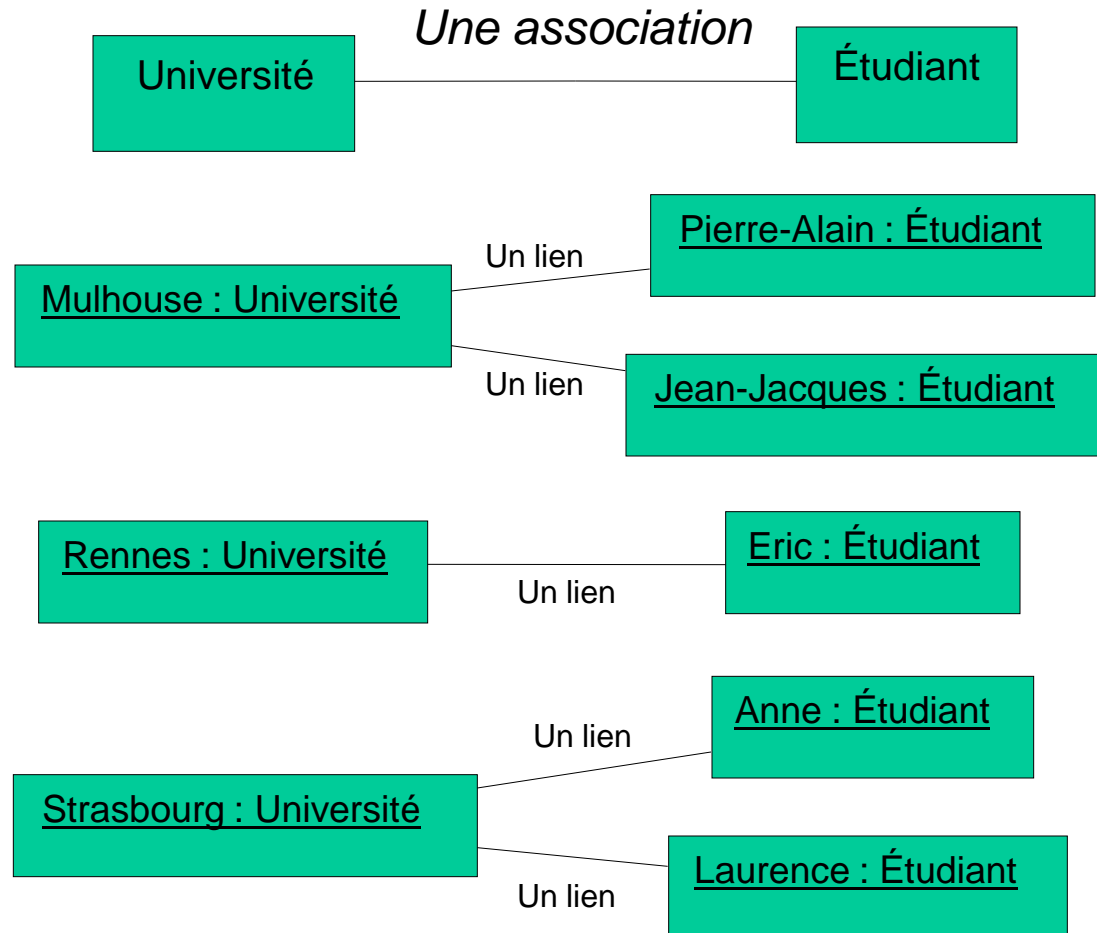 Une association
Université
Étudiant
Pierre-Alain : Étudiant
Un lien
Mulhouse : Université
Un lien
Jean-Jacques : Étudiant
Rennes : Université
Eric : Étudiant
Un lien
Anne : Étudiant
Un lien
Strasbourg : Université
Laurence : Étudiant
Un lien